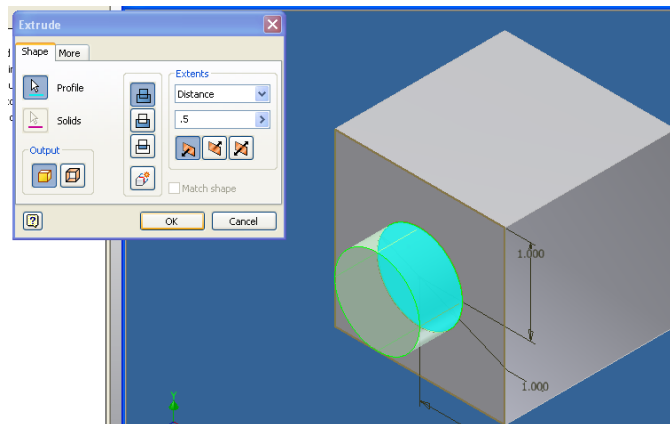 Extrude
Shape More
Profile
Solids
Output
Extents
Distance
.5
Match shape
OK Cancel
1.000
1.000
Y